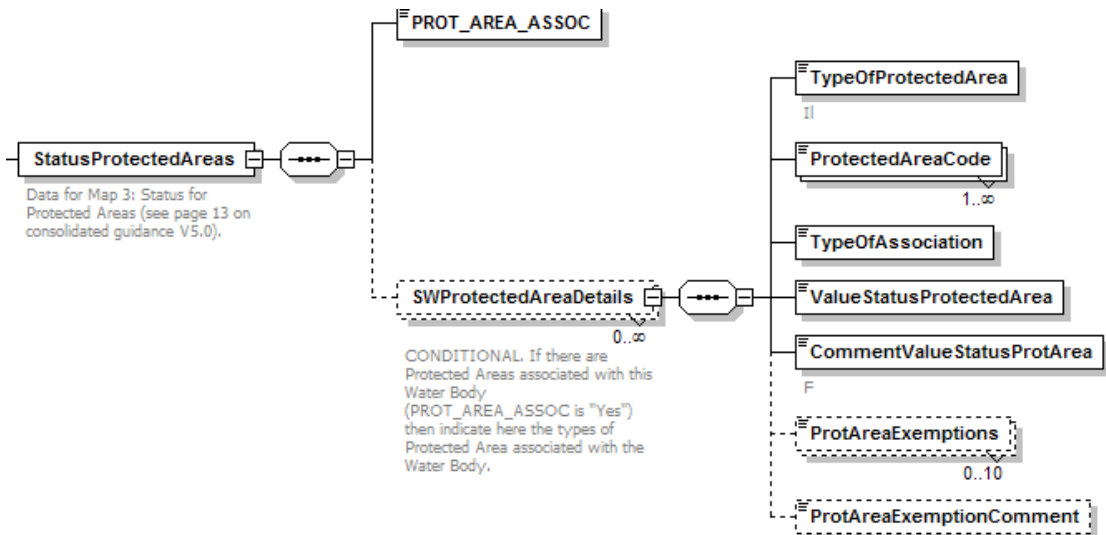 PROT_AREA_ASSOC
TypeOfProtectedArea
Il
StatusProtectedAreas
Data for Map 3: Status for
Protected Areas (see page 13 on
consolidated guidance V5.0).
ProtectedAreaCode
1..∞
TypeOfAssociation
SWProtectedAreaDetails
0..∞
CONDITIONAL. If there are
Protected Areas associated with this
Water Body
(PROT_AREA_ASSOC is "Yes")
then indicate here the types of
Protected Area associated with the
Water Body.
ValueStatusProtectedArea
CommentValueStatusProtArea
F
ProtAreaExemptions
0..10
ProtAreaExemptionComment